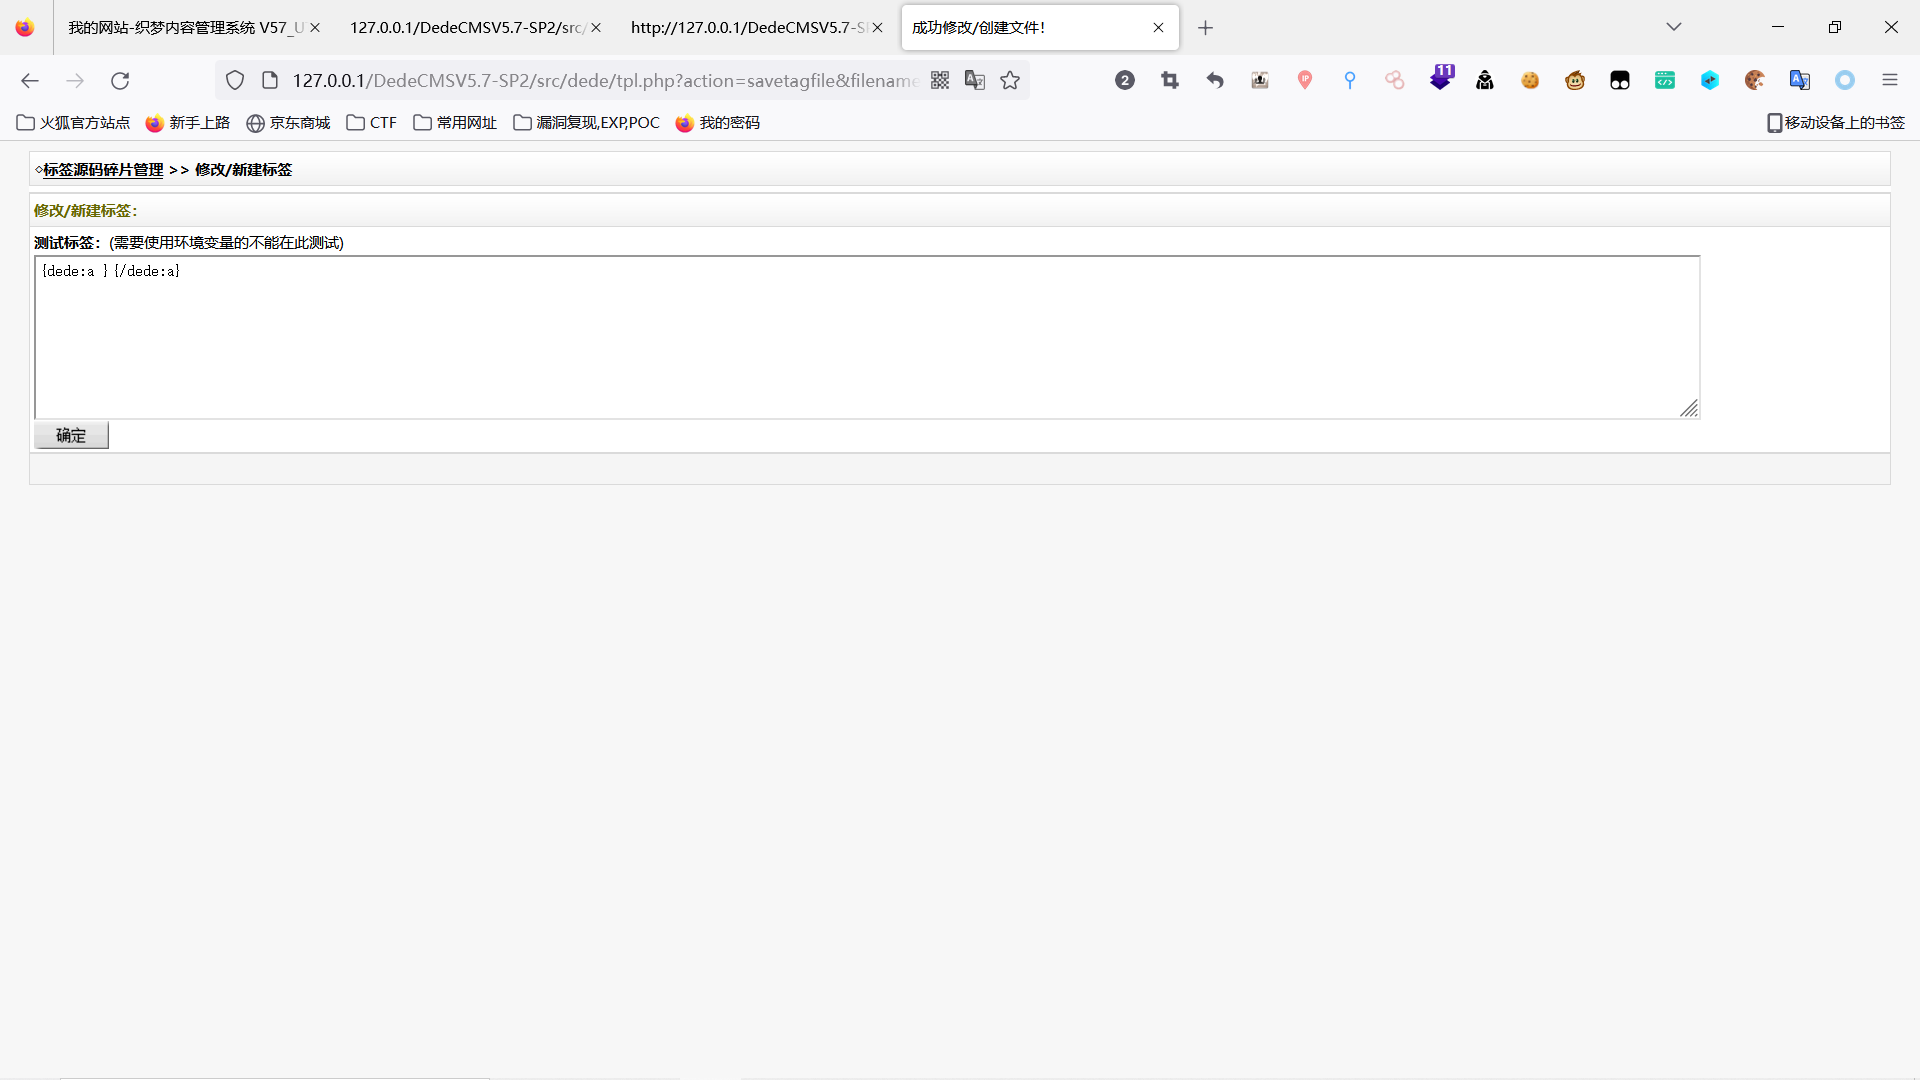 我的网站-织梦内容管理系统 V57_U
127.0.0.1/DedeCMSV5.7-SP2/src/
http://127.0.0.1/DedeCMSV5.7-S
成功修改/创建文件!
127.0.0.1/DedeCMSV5.7-SP2/src/dede/tpl.php?action=savetagfile&filename
2
IP
11
火狐官方站点
新手上路
京东商城
CTF
常用网址
漏洞复现,EXP,POC
我的密码
移动设备上的书签
标签源码碎片管理 >> 修改/新建标签
修改/新建标签:
测试标签: (需要使用环境变量的不能在此测试)
{dede:a }{/dede:a}
确定